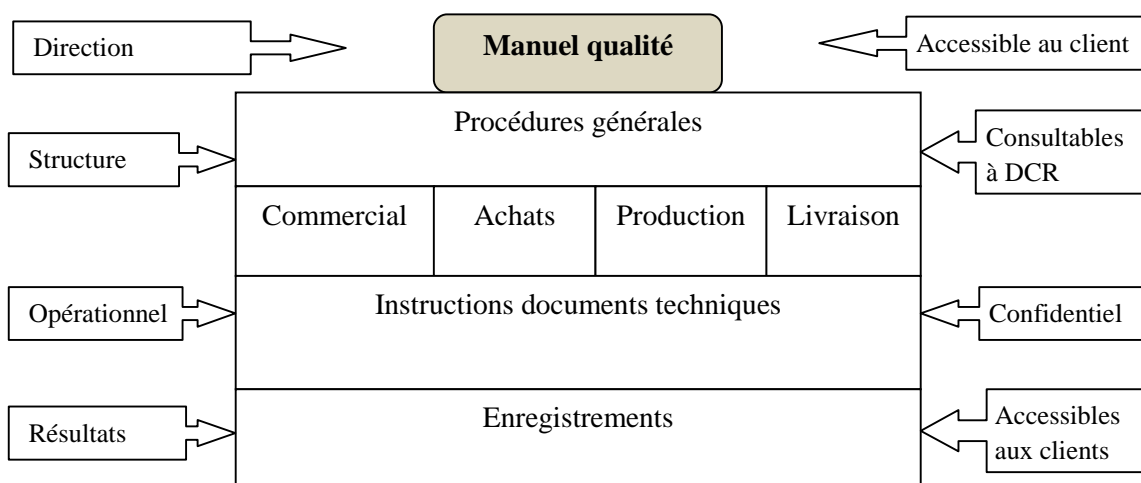 Direction
Manuel qualité
Accessible au client
Procédures générales
Structure
Consultables
à DCR
Commercial
Achats
Production
Livraison
Opérationnel
Instructions documents techniques
Confidentiel
Résultats
Enregistrements
Accessibles
aux clients